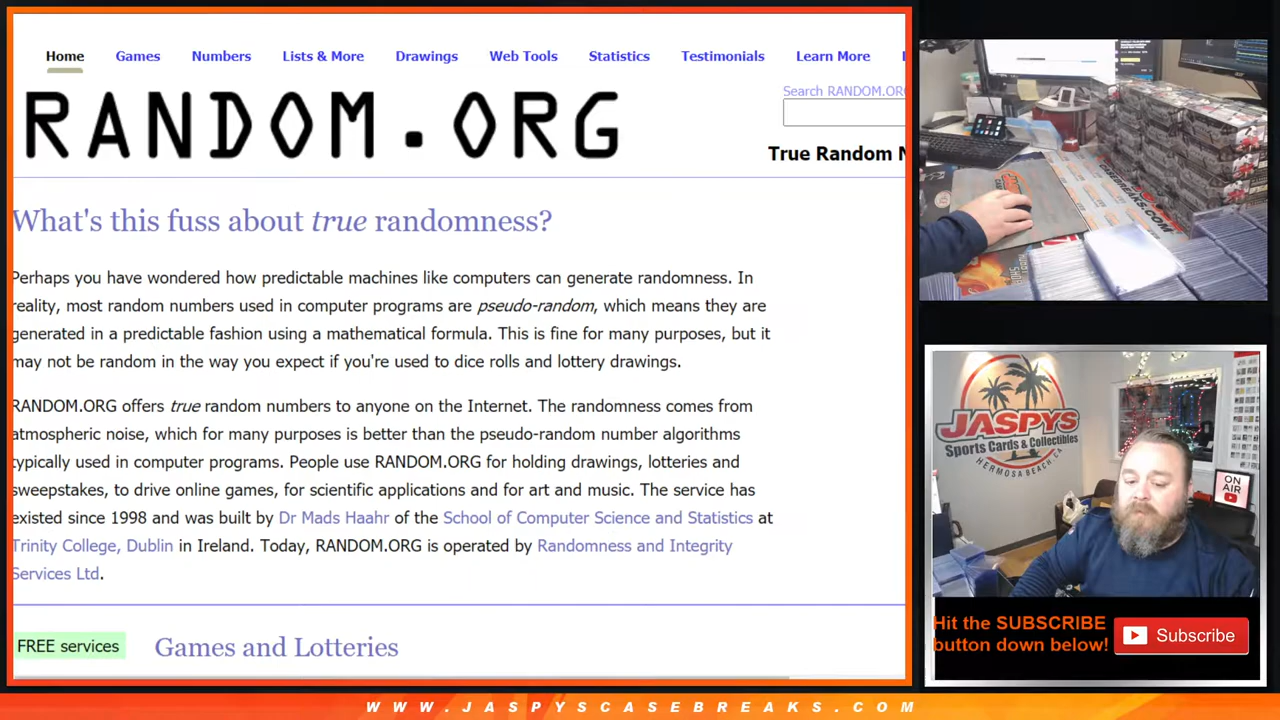 Home Games Numbers Lists & More Drawings Web Tools Statistics Testimonials Learn More
Search RANDOM.OR
RANDOM.ORG
True Random N
What's this fuss about true randomness?
Perhaps you have wondered how predictable machines like computers can generate randomness. In
reality, most random numbers used in computer programs are pseudo-random, which means they are
generated in a predictable fashion using a mathematical formula. This is fine for many purposes, but it
may not be random in the way you expect if you're used to dice rolls and lottery drawings.
RANDOM.ORG offers true random numbers to anyone on the Internet. The randomness comes from
atmospheric noise, which for many purposes is better than the pseudo-random number algorithms
typically used in computer programs. People use RANDOM.ORG for holding drawings, lotteries and
sweepstakes, to drive online games, for scientific applications and for art and music. The service has
existed since 1998 and was built by Dr Mads Haahr of the School of Computer Science and Statistics at
Trinity College, Dublin in Ireland. Today, RANDOM.ORG is operated by Randomness and Integrity
Services Ltd.
FREE services
Games and Lotteries
JASPYS
Sports Cards & Collectibles
HERMOSA BEACH CA
ON
AIR
Hit the SUBSCRIBE
button down below!
Subscribe
WWW.JASPYSCASEBREAKS.COM